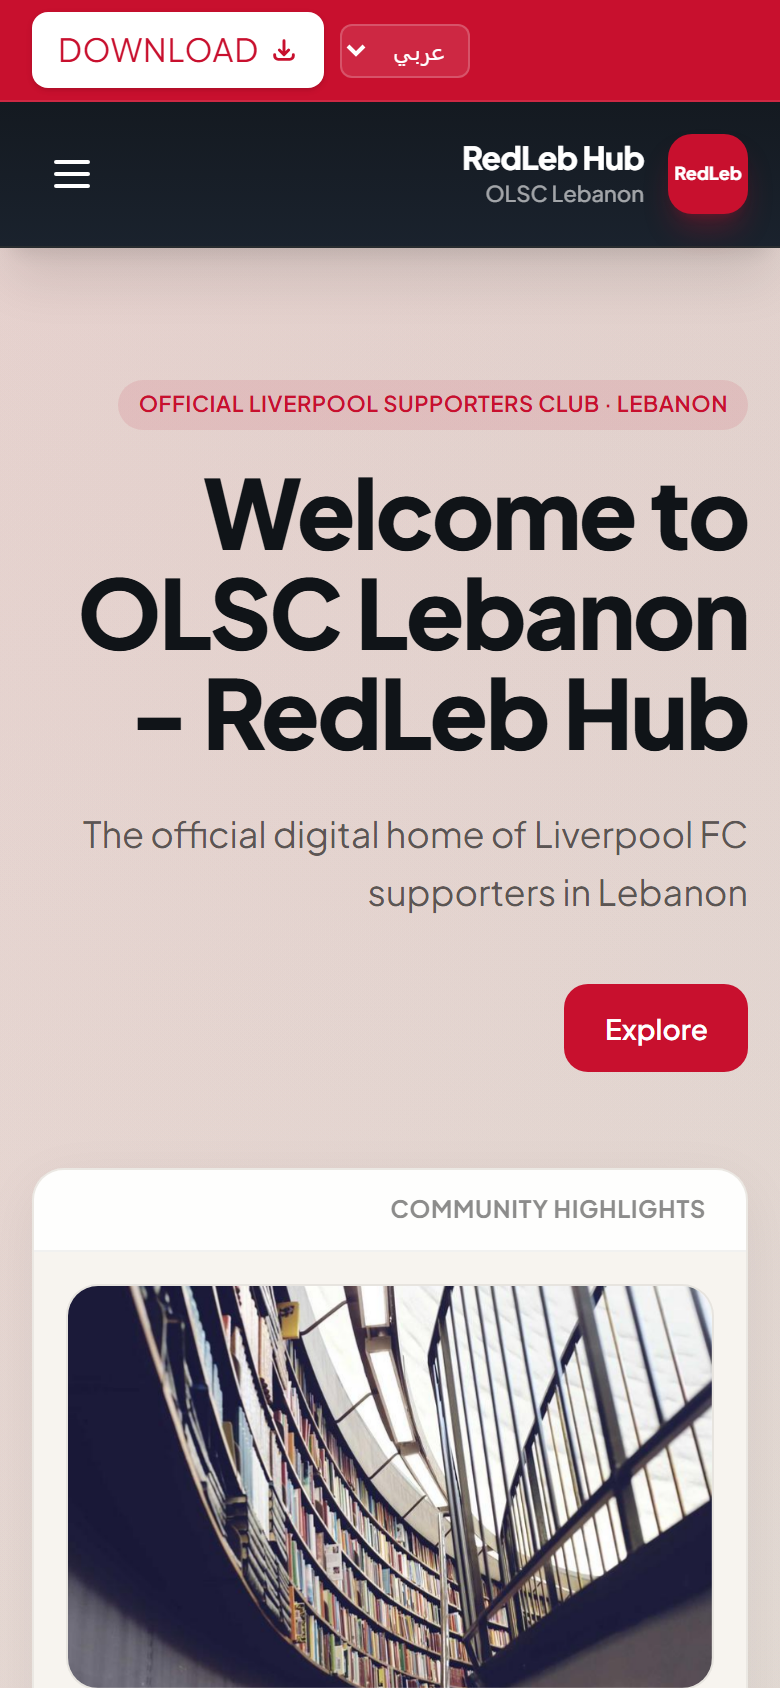 DOWNLOAD
عربي
RedLeb Hub
OLSC Lebanon
RedLeb
OFFICIAL LIVERPOOL SUPPORTERS CLUB · LEBANON
Welcome to
OLSC Lebanon
– RedLeb Hub
The official digital home of Liverpool FC
supporters in Lebanon
Explore
COMMUNITY HIGHLIGHTS